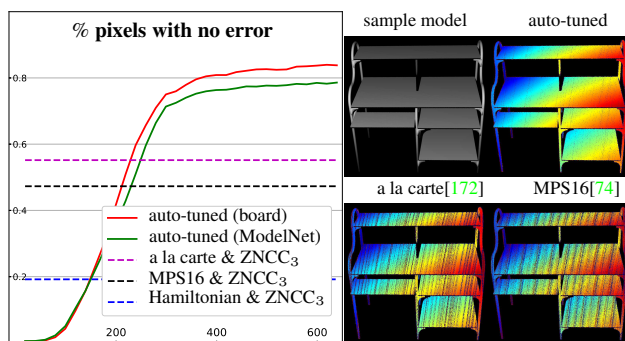 % pixels with no error
0.8
0.6
0.4
0.2
200
400
600
auto-tuned (board)
auto-tuned (ModelNet)
a la carte & ZNCC₃
MPS16 & ZNCC₃
Hamiltonian & ZNCC₃
sample model
auto-tuned
a la carte[172]
MPS16[74]